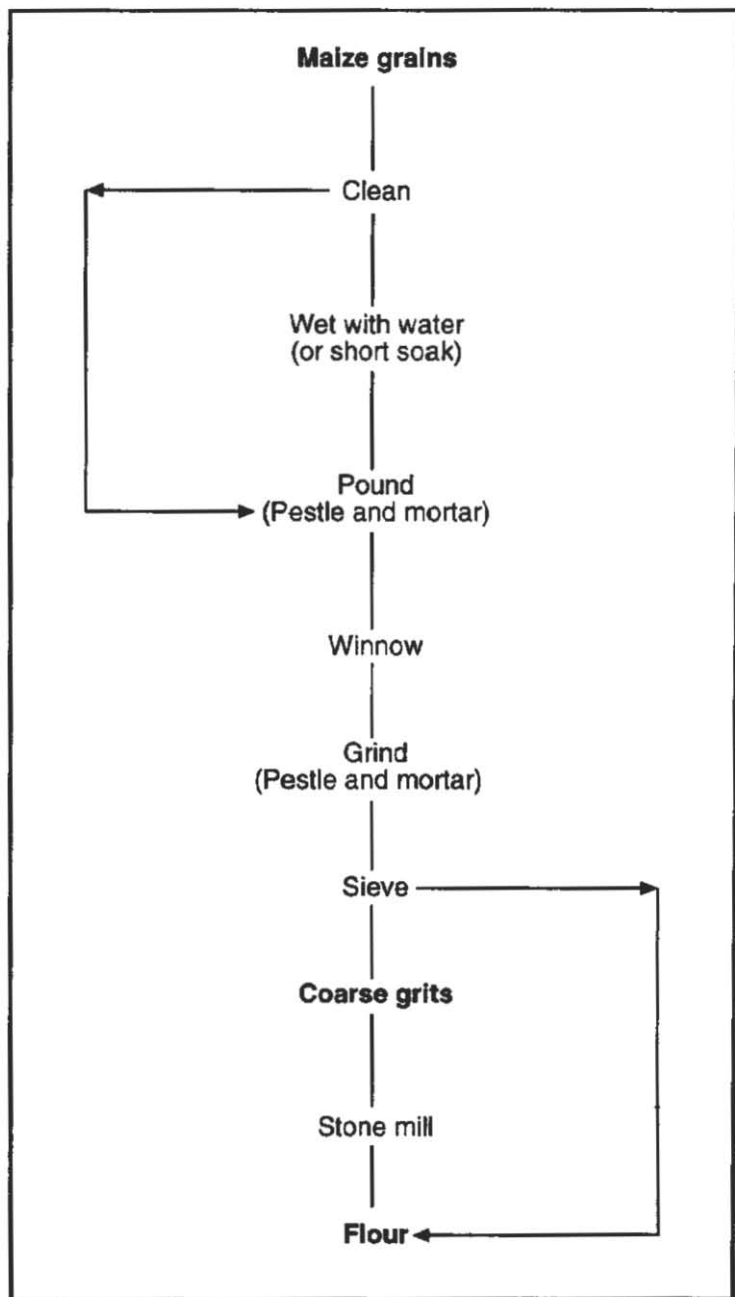 Maize grains
Clean
Wet with water
(or short soak)
Pound
(Pestle and mortar)
Winnow
Grind
(Pestle and mortar)
Sieve
Coarse grits
Stone mill
Flour